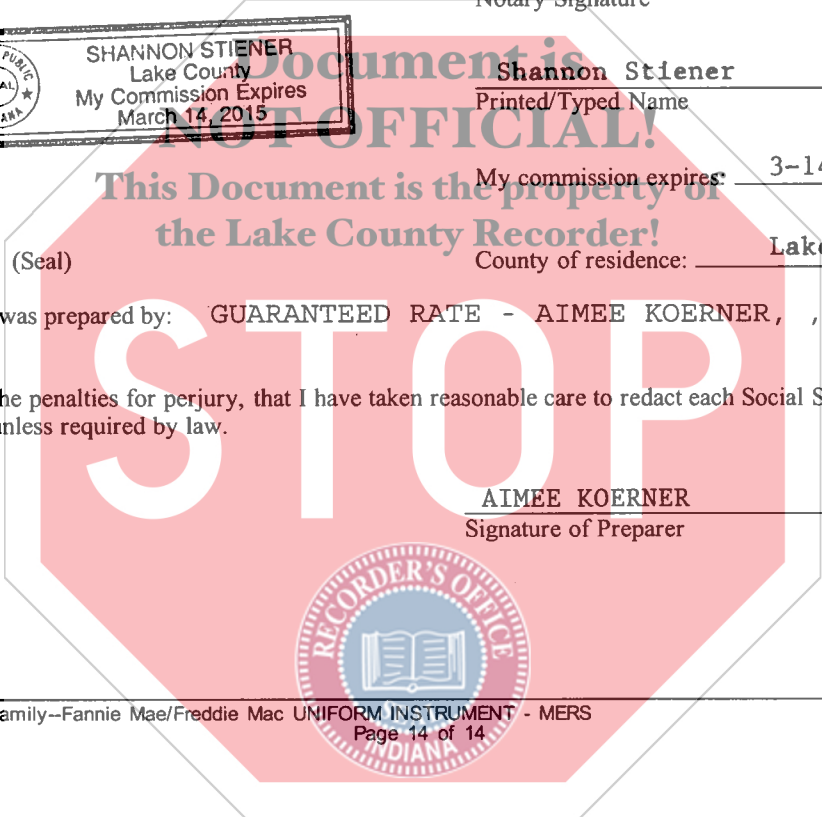 Notary Signature
PUBLIC
SHANNON STIENER
Lake County
My Commission Expires
March 14, 2015
Document is
NOT OFFICIAL!
This Document is the property of
the Lake County Recorder!
Shannon Stiener
Printed/Typed Name
My commission expires: 3-14
(Seal)
County of residence: Lake
was prepared by: GUARANTEED RATE - AIMEE KOERNER, ,
he penalties for perjury, that I have taken reasonable care to redact each Social S
nless required by law.
STOP
AIMEE KOERNER
Signature of Preparer
RECORDER'S OFFICE
INDIANA
amily--Fannie Mae/Freddie Mac UNIFORM INSTRUMENT - MERS
Page 14 of 14